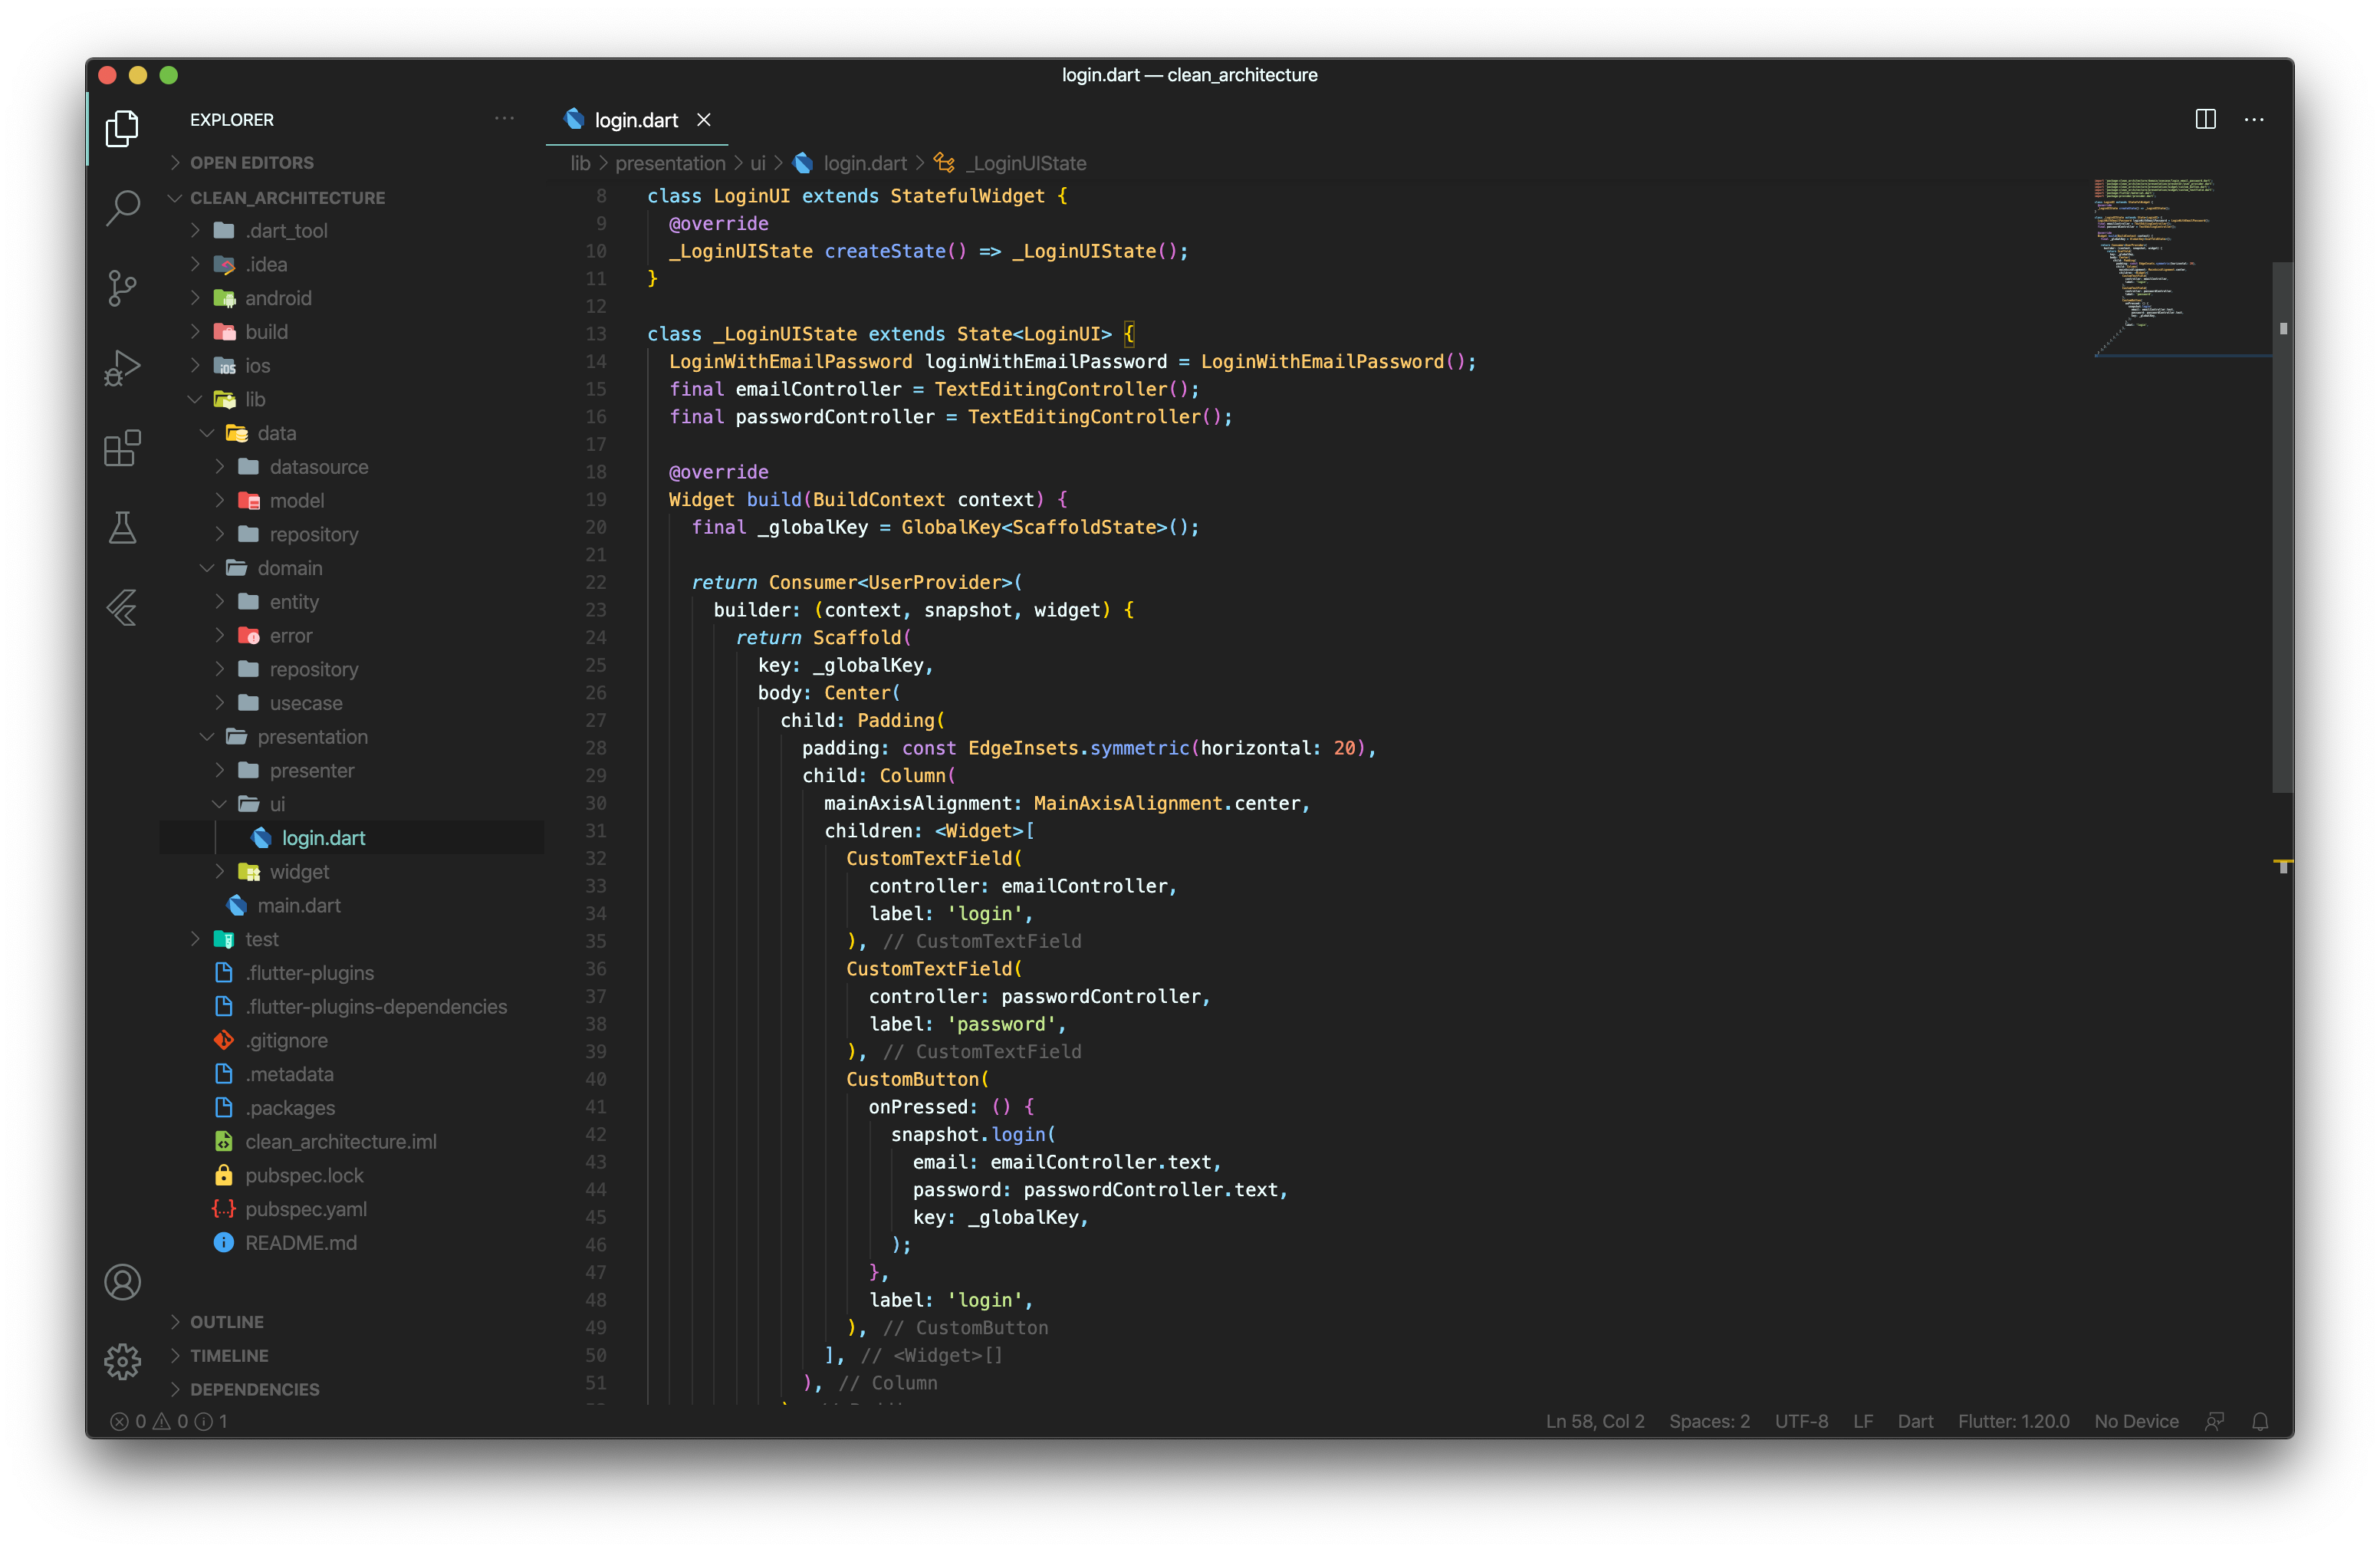 login.dart — clean_architecture
EXPLORER
OPEN EDITORS
CLEAN_ARCHITECTURE
.dart_tool
.idea
android
build
ios
lib
data
datasource
model
repository
domain
entity
error
repository
usecase
presentation
presenter
ui
login.dart
widget
main.dart
test
.flutter-plugins
.flutter-plugins-dependencies
.gitignore
.metadata
.packages
clean_architecture.iml
pubspec.lock
pubspec.yaml
README.md
OUTLINE
TIMELINE
DEPENDENCIES
login.dart
lib > presentation > ui > login.dart > _LoginUIState
8 class LoginUI extends StatefulWidget {
9 @override
10 _LoginUIState createState() => _LoginUIState();
11 }
12
13 class _LoginUIState extends State<LoginUI> {
14 LoginWithEmailPassword loginWithEmailPassword = LoginWithEmailPassword();
15 final emailController = TextEditingController();
16 final passwordController = TextEditingController();
17
18 @override
19 Widget build(BuildContext context) {
20 final _globalKey = GlobalKey<ScaffoldState>();
21
22 return Consumer<UserProvider>(
23 builder: (context, snapshot, widget) {
24 return Scaffold(
25 key: _globalKey,
26 body: Center(
27 child: Padding(
28 padding: const EdgeInsets.symmetric(horizontal: 20),
29 child: Column(
30 mainAxisAlignment: MainAxisAlignment.center,
31 children: <Widget>[
32 CustomTextField(
33 controller: emailController,
34 label: 'login',
35 ), // CustomTextField
36 CustomTextField(
37 controller: passwordController,
38 label: 'password',
39 ), // CustomTextField
40 CustomButton(
41 onPressed: () {
42 snapshot.login(
43 email: emailController.text,
44 password: passwordController.text,
45 key: _globalKey,
46 );
47 },
48 label: 'login',
49 ), // CustomButton
50 ], // <Widget>[]
51 ), // Column
0 0 1
Ln 58, Col 2 Spaces: 2 UTF-8 LF Dart Flutter: 1.20.0 No Device